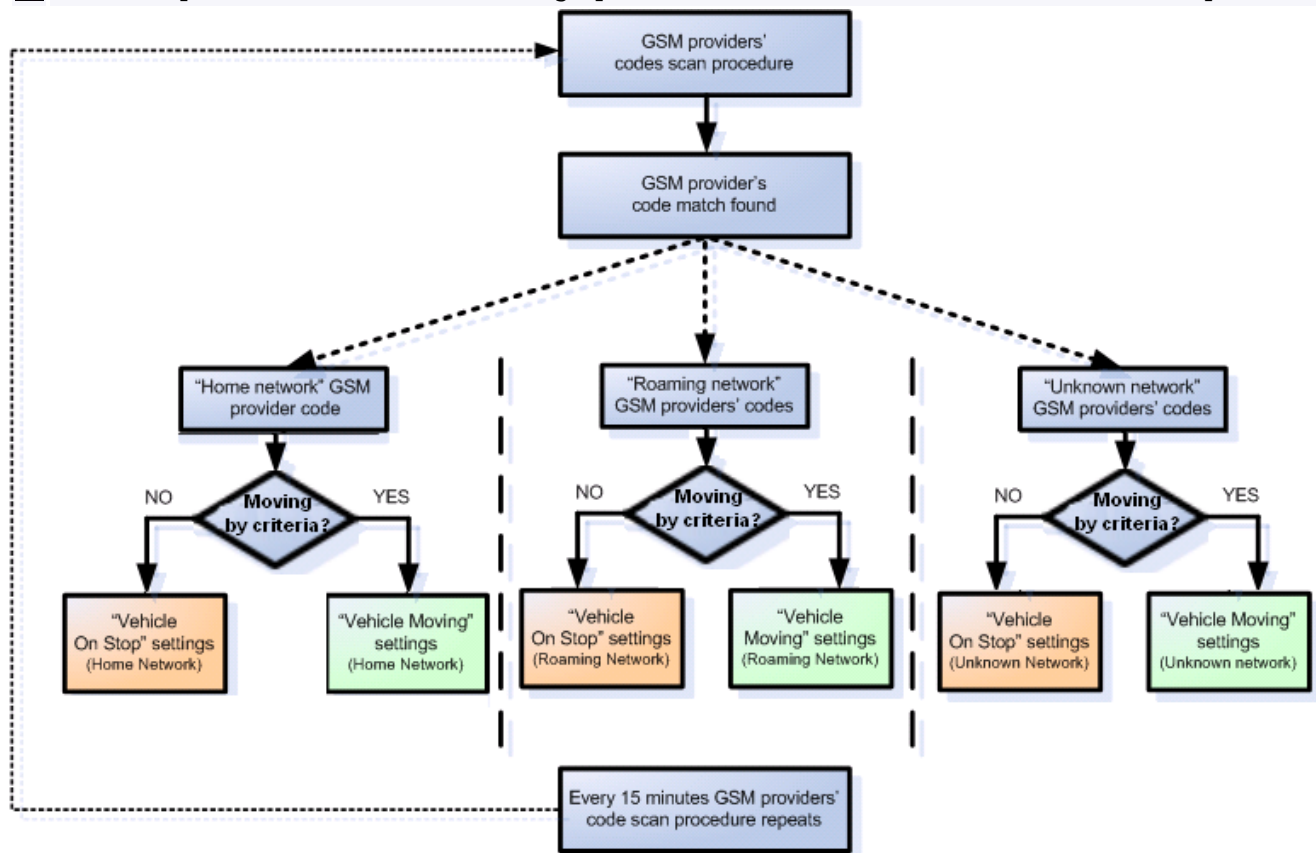 GSM providers'
codes scan procedure
GSM provider's
code match found
"Home network" GSM
provider code
"Roaming network"
GSM providers' codes
"Unknown network"
GSM providers' codes
NO
Moving
by criteria?
YES
NO
Moving
by criteria?
YES
NO
Moving
by criteria?
YES
"Vehicle
On Stop" settings
(Home Network)
"Vehicle Moving"
settings
(Home Network)
"Vehicle
On Stop" settings
(Roaming Network)
"Vehicle
Moving" settings
(Roaming Network)
"Vehicle
On Stop" settings
(Unknown Network)
"Vehicle Moving"
settings
(Unknown network)
Every 15 minutes GSM providers'
code scan procedure repeats